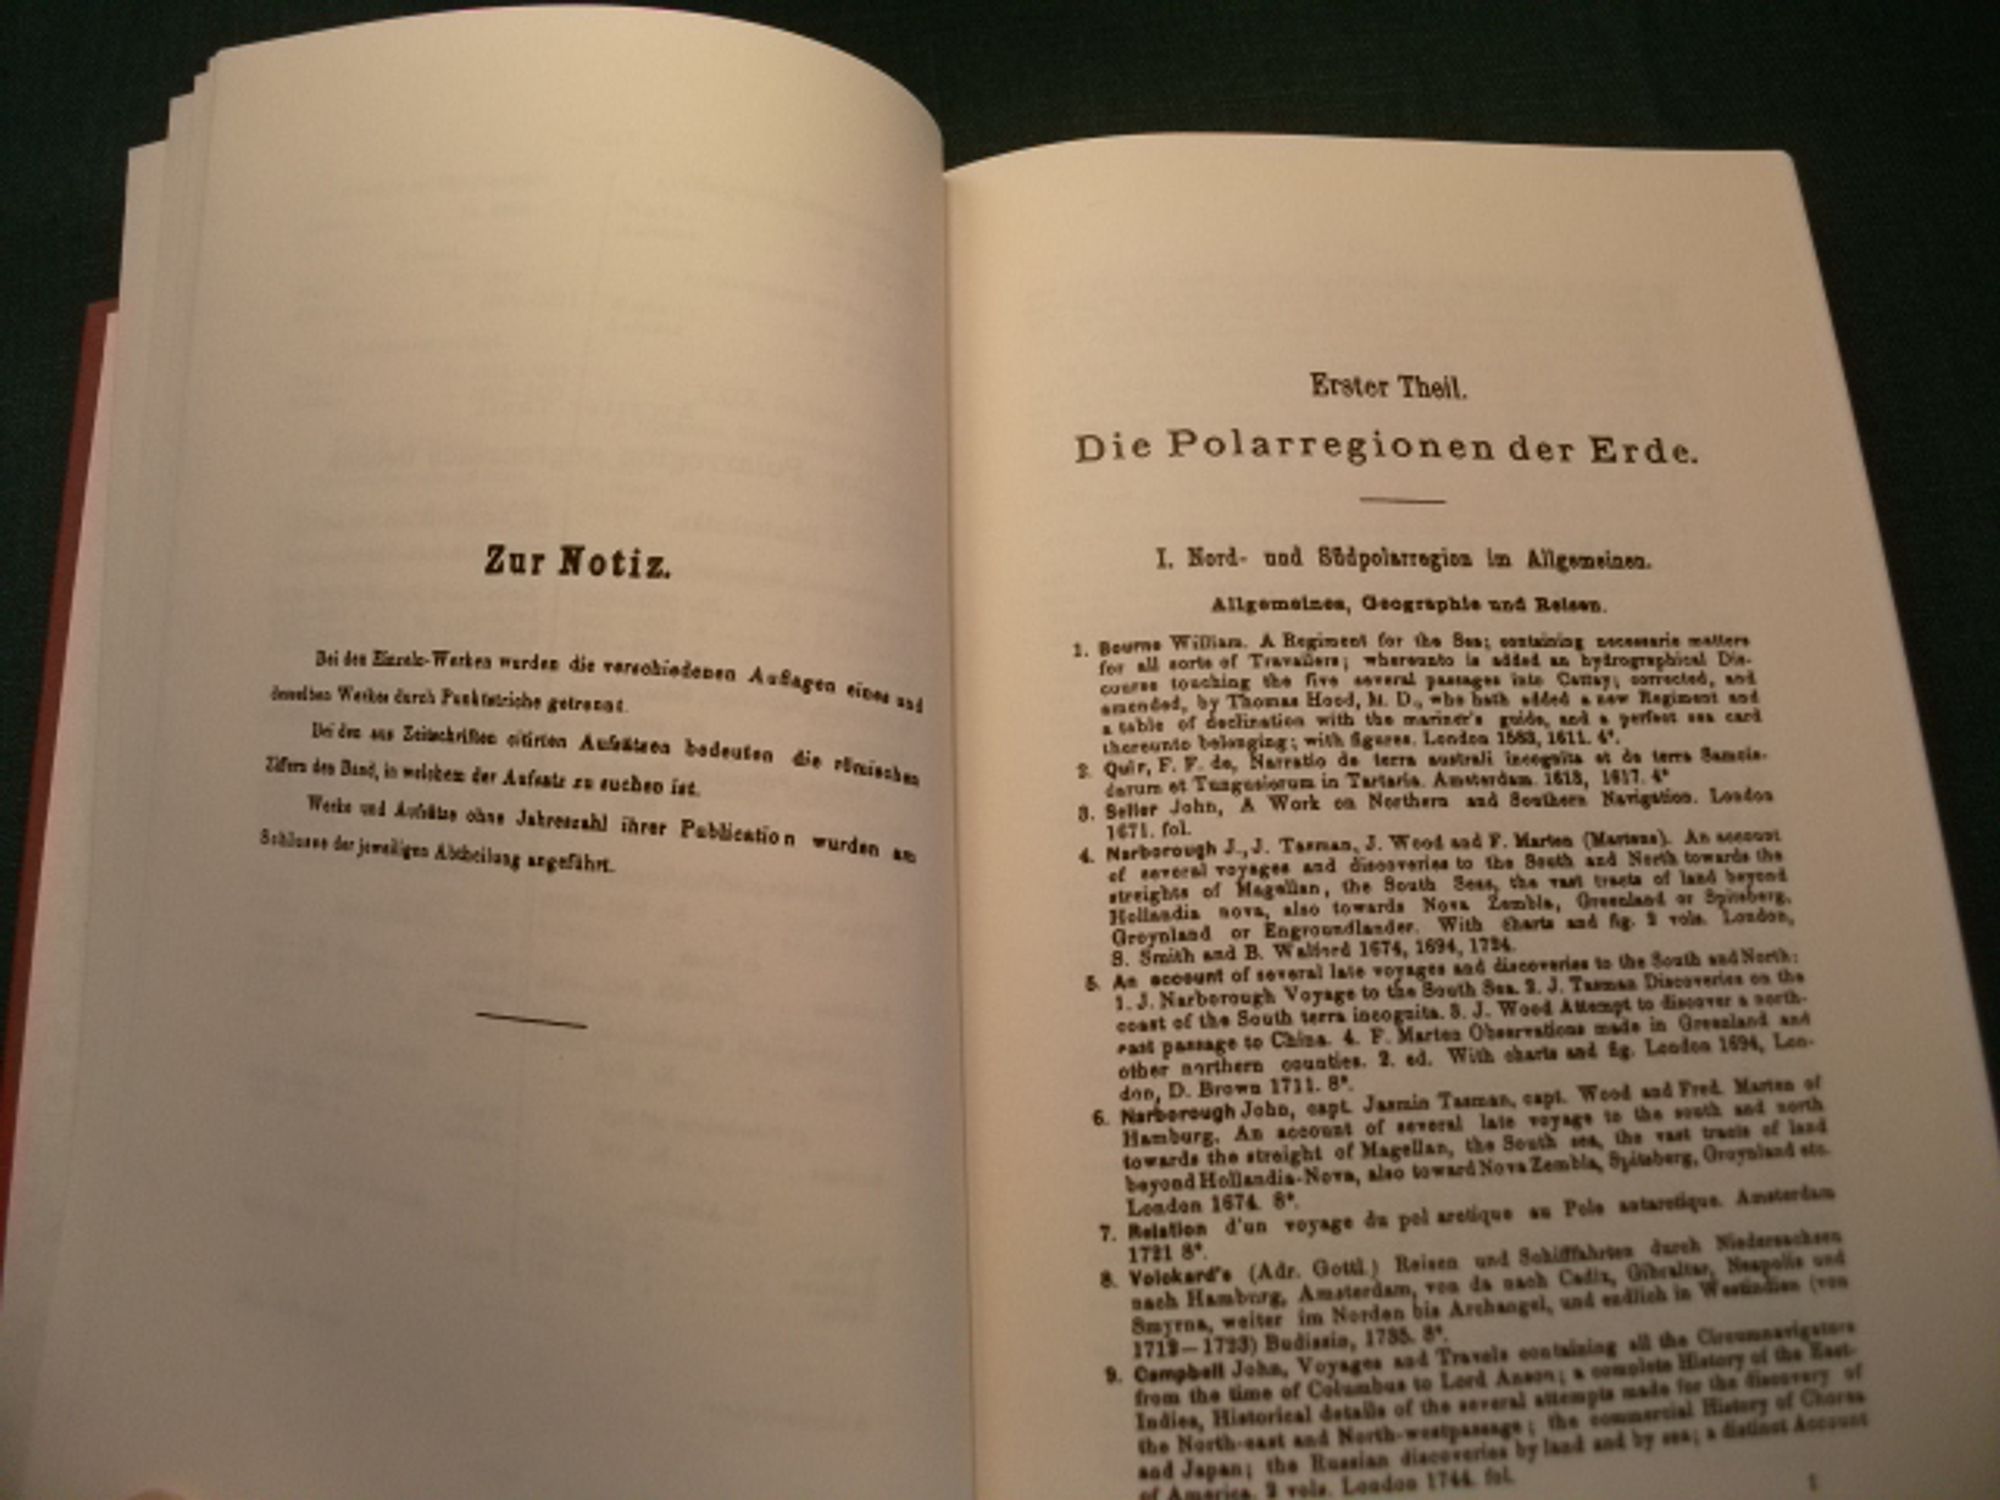 Zur Notiz.
Bei den Einzeln-Werken wurden die verschiedenen Auflagen eines und
desselben Werkes durch Punktstriche getrennt.
Bei den aus Zeitschriften citirten Aufsätzen bedeuten die römischen
Ziffern den Band, in welchem der Aufsatz zu suchen ist.
Werke und Aufsätze ohne Jahreszahl ihrer Publication wurden am
Schlusse der jeweiligen Abtheilung angeführt.
Erster Theil.
Die Polarregionen der Erde.
I. Nord- und Südpolarregion im Allgemeinen.
Allgemeines, Geographie und Reisen.
1. Bourne William. A Regiment for the Sea; containing necessarie matters
for all sorts of Travailers; whereunto is added an hydrographical Dis-
course touching the five several passages into Cattay; corrected, and
amended, by Thomas Hood, M. D., who hath added a new Regiment and
a table of declination with the mariner's guide, and a perfect sea card
thereunto belonging; with figures. London 1583, 1611. 4°.
2. Quir, F. F. de, Narratio de terra australi incognita et de terra Samoie-
darum et Tungusiorum in Tartaria. Amsterdam. 1613, 1617. 4°
3. Seller John, A Work on Northern and Southern Navigation. London
1671. fol.
4. Narborough J., J. Tasman, J. Wood and F. Marten (Martens). An account
of several voyages and discoveries to the South and North towards the
streights of Magellan, the South Seas, the vast tracts of land beyond
Hollandia nova, also towards Nova Zembla, Greenland or Spitsberg,
Groynland or Engroundlander. With charts and fig. 2 vols. London,
S. Smith and B. Walford 1674, 1694, 1724.
5. An account of several late voyages and discoveries to the South and North:
1. J. Narborough Voyage to the South Sea. 2. J. Tasman Discoveries on the
coast of the South terra incognita. 3. J. Wood Attempt to discover a north-
east passage to China. 4. F. Marten Observations made in Greenland and
other northern counties. 2. ed. With charts and fig. London 1694, Lon-
don, D. Brown 1711. 8°.
6. Narborough John, capt. Jasmin Tasman, capt. Wood and Fred. Marten of
Hamburg, An account of several late voyage to the south and north
towards the streight of Magellan, the South sea, the vast tracts of land
beyond Hollandia-Nova, also toward Nova Zembla, Spitsberg, Groynland etc.
London 1674. 8°.
7. Relation d'un voyage du pol arctique au Pole antarctique. Amsterdam
1721 8°.
8. Volckard's (Adr. Gottl.) Reisen und Schifffahrten durch Niedersachsen
nach Hamburg, Amsterdam, von da nach Cadix, Gibraltar, Neapolis und
Smyrna, weiter im Norden bis Archangel, und endlich in Westindien (von
1712–1723) Budissin, 1735. 8°.
9. Campbell John, Voyages and Travels containing all the Circumnavigators
from the time of Columbus to Lord Anson; a complete History of the East-
Indies, Historical details of the several attempts made for the discovery of
the North-east and North-westpassage; the commercial History of Chorea
and Japan; the Russian discoveries by land and by sea; a distinct Account
of America. 2 vols. London 1744. fol.
1